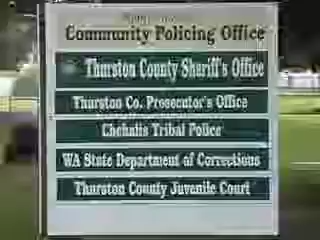 Community Policing Office
Thurston County Sheriff's Office
Thurston Co. Prosecutor's Office
Chehalis Tribal Police
WA State Department of Corrections
Thurston County Juvenile Court